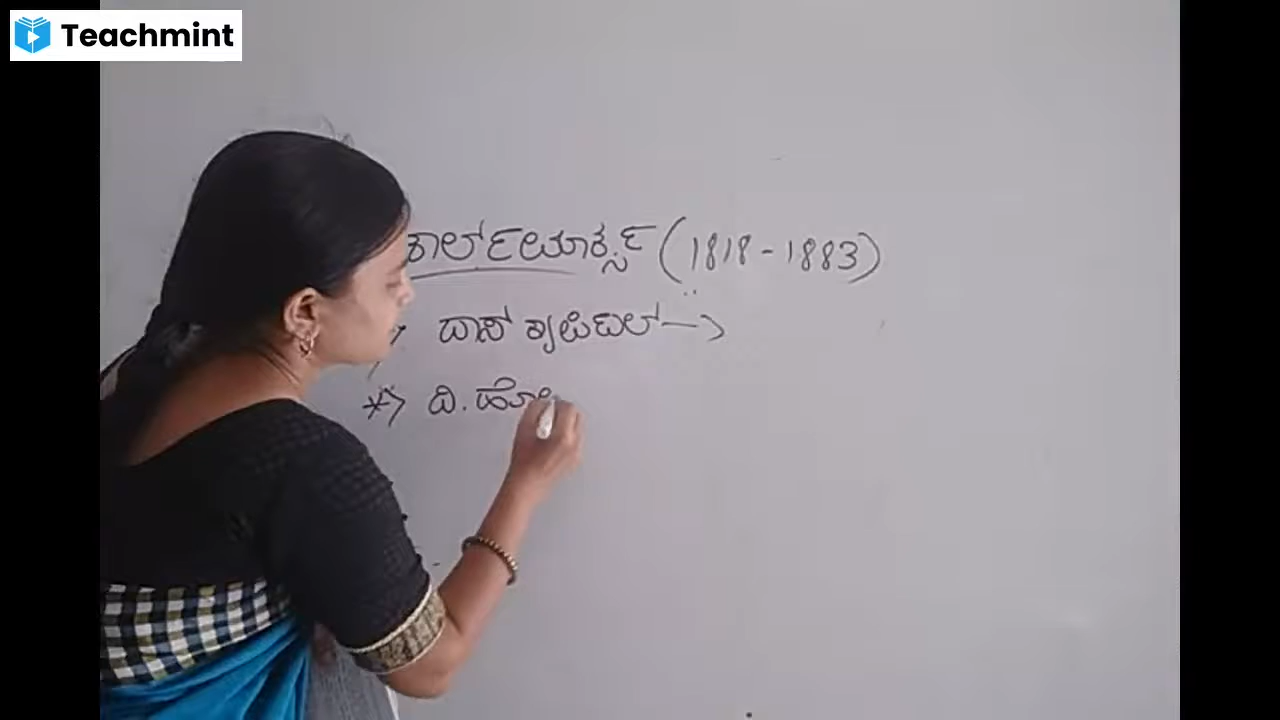 Teachmint
ಕಾರ್ಲ್ ಮಾರ್ಕ್ಸ್ (1818-1883)
ದಾಸ್ ಕ್ಯಾಪಿಟಲ್ →
*> ದಿ.